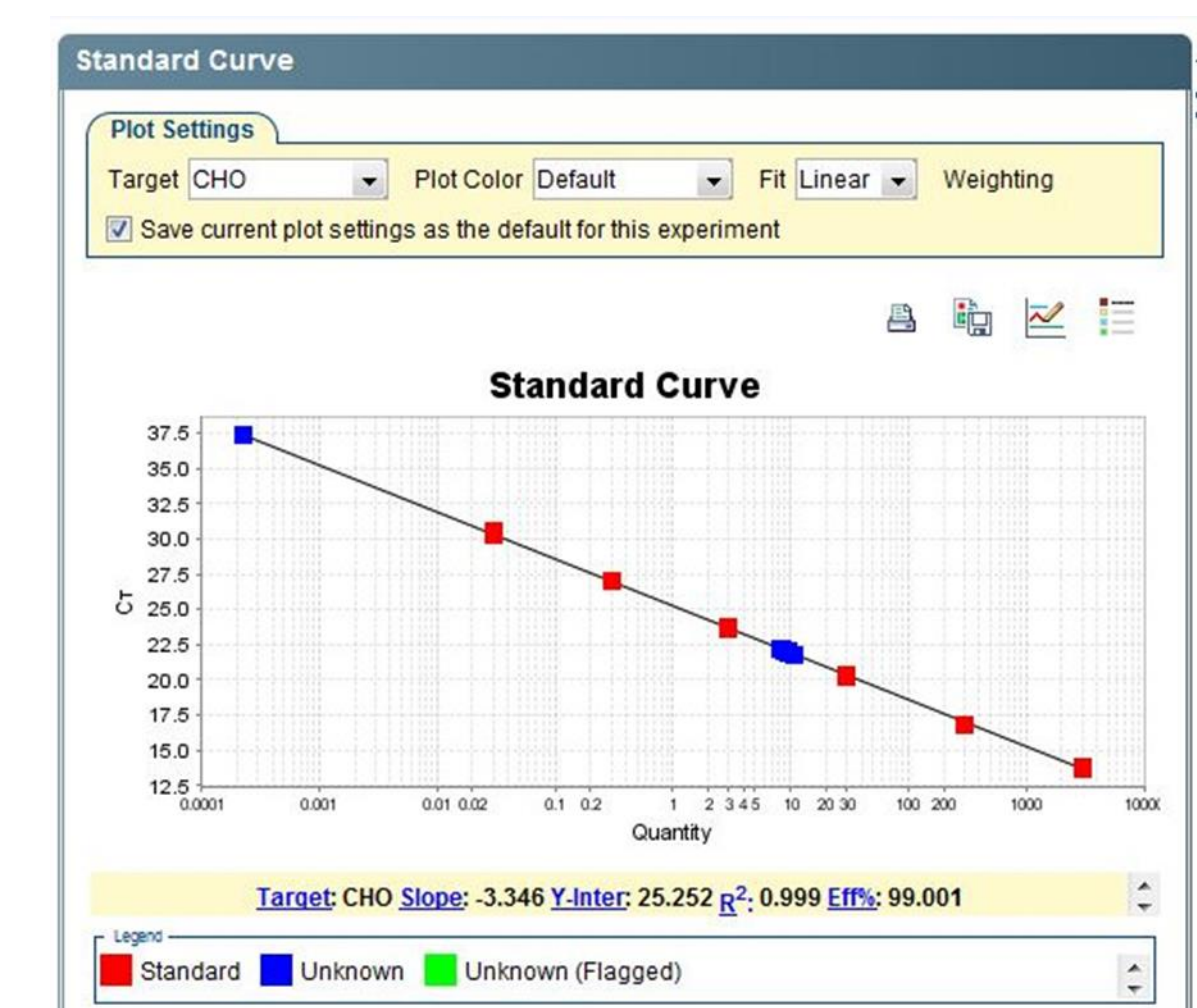 Standard Curve
Plot Settings
Target CHO Plot Color Default Fit Linear Weighting
Save current plot settings as the default for this experiment
Standard Curve
37.5
35.0
32.5
30.0
27.5
25.0
22.5
20.0
17.5
15.0
12.5
Cт
0.0001 0.001 0.01 0.02 0.1 0.2 1 2 3 4 5 10 20 30 100 200 1000 1000
Quantity
Target: CHO Slope: -3.346 Y-Inter: 25.252 R²: 0.999 Eff%: 99.001
Legend
Standard Unknown Unknown (Flagged)